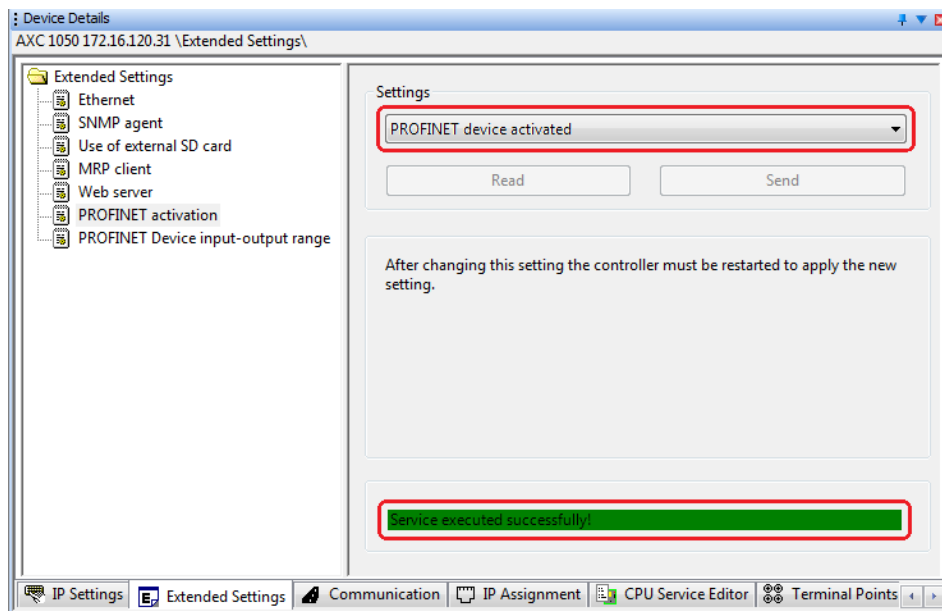 Device Details
AXC 1050 172.16.120.31 \Extended Settings\
Extended Settings
Ethernet
SNMP agent
Use of external SD card
MRP client
Web server
PROFINET activation
PROFINET Device input-output range
Settings
PROFINET device activated
Read Send
After changing this setting the controller must be restarted to apply the new
setting.
Service executed successfully!
IP Settings Extended Settings Communication IP Assignment CPU Service Editor Terminal Points